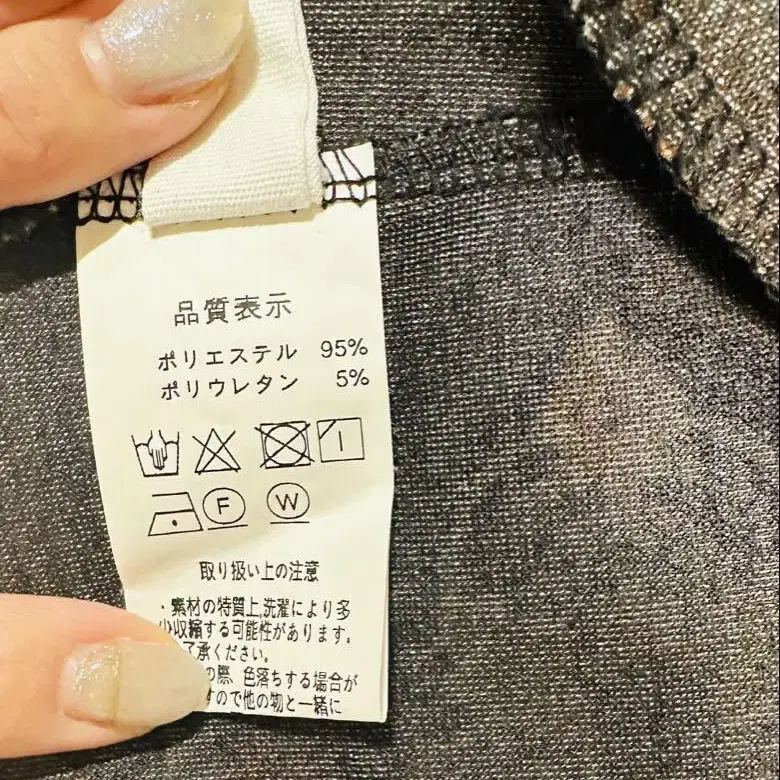 品質表示
ポリエステル 95%
ポリウレタン 5%
F W
取り扱い上の注意
・素材の特質上,洗濯により多
少収縮する可能性があります。
了承ください。
の際、色落ちする場合が
すので他の物と一緒に